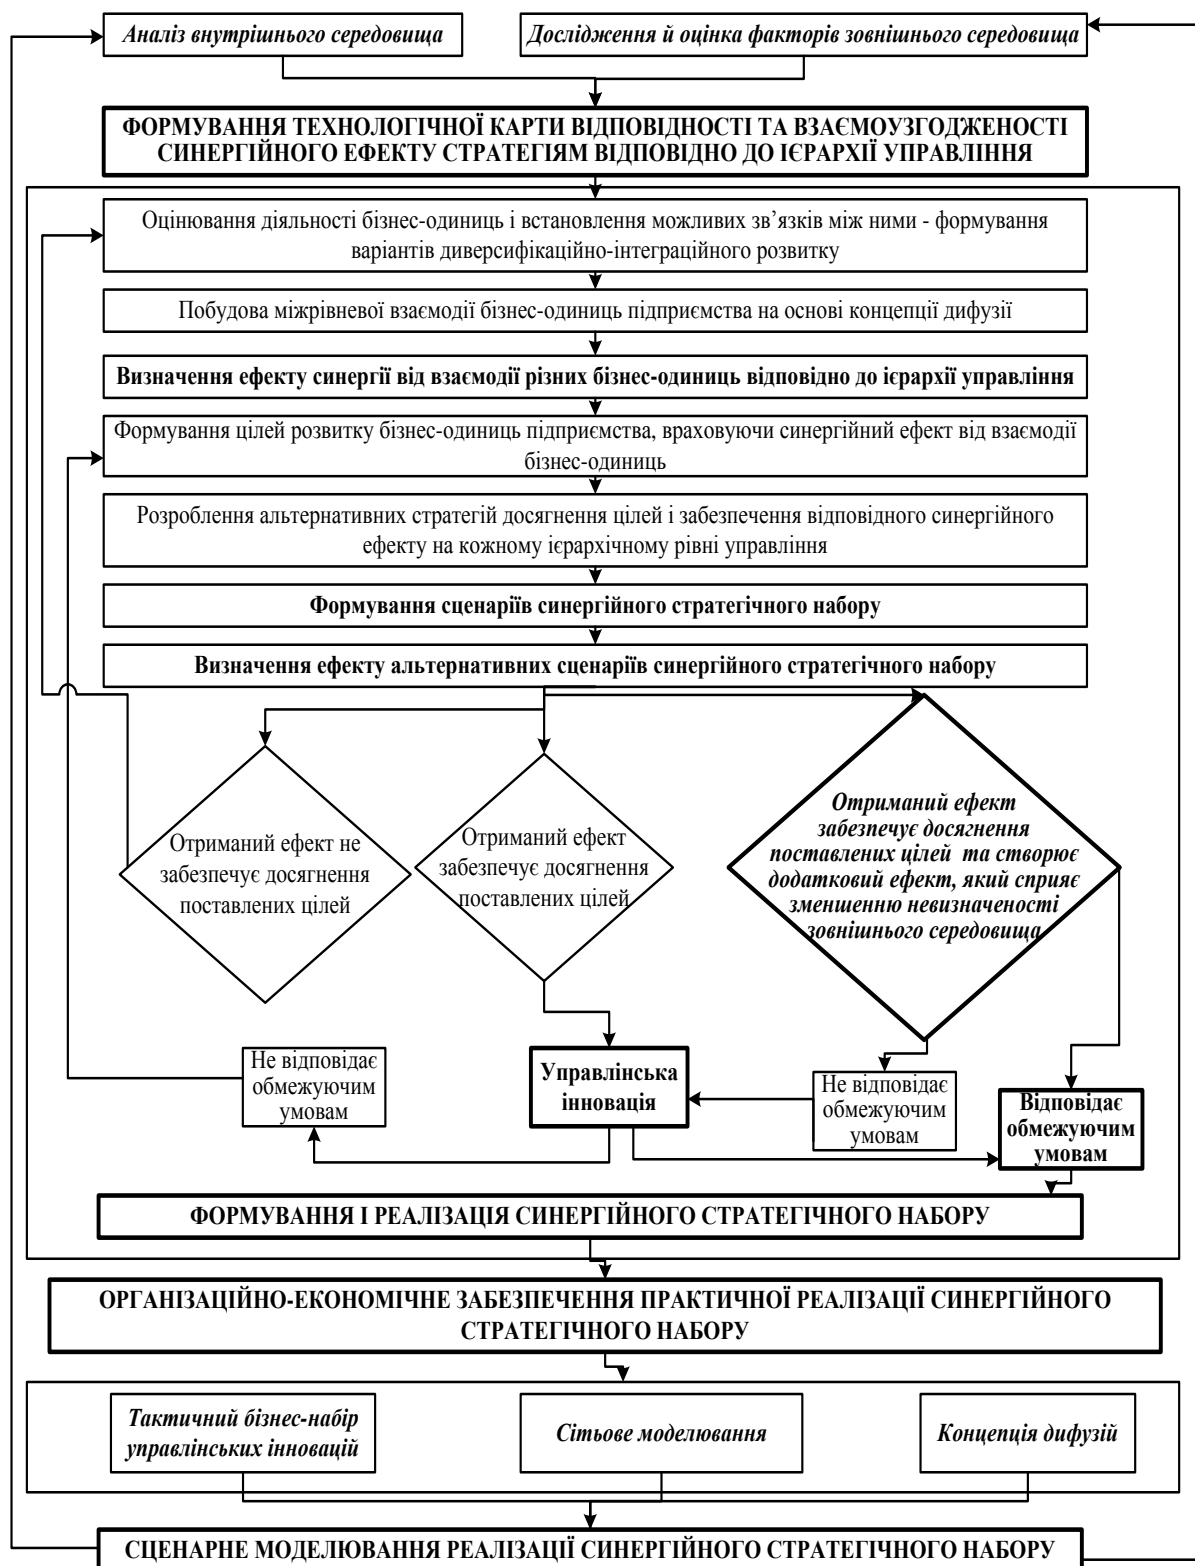 Аналіз внутрішнього середовища
Дослідження й оцінка факторів зовнішнього середовища
ФОРМУВАННЯ ТЕХНОЛОГІЧНОЇ КАРТИ ВІДПОВІДНОСТІ ТА ВЗАЄМОУЗГОДЖЕНОСТІ
СИНЕРГІЙНОГО ЕФЕКТУ СТРАТЕГІЯМ ВІДПОВІДНО ДО ІЄРАРХІЇ УПРАВЛІННЯ
Оцінювання діяльності бізнес-одиниць і встановлення можливих зв’язків між ними - формування
варіантів диверсифікаційно-інтеграційного розвитку
Побудова міжрівневої взаємодії бізнес-одиниць підприємства на основі концепції дифузії
Визначення ефекту синергії від взаємодії різних бізнес-одиниць відповідно до ієрархії управління
Формування цілей розвитку бізнес-одиниць підприємства, враховуючи синергійний ефект від взаємодії
бізнес-одиниць
Розроблення альтернативних стратегій досягнення цілей і забезпечення відповідного синергійного
ефекту на кожному ієрархічному рівні управління
Формування сценаріїв синергійного стратегічного набору
Визначення ефекту альтернативних сценаріїв синергійного стратегічного набору
Отриманий ефект не
забезпечує досягнення
поставлених цілей
Отриманий ефект
забезпечує досягнення
поставлених цілей
Отриманий ефект
забезпечує досягнення
поставлених цілей та створює
додатковий ефект, який сприяє
зменшенню невизначеності
зовнішнього середовища
Не відповідає
обмежуючим
умовам
Управлінська
інновація
Не відповідає
обмежуючим
умовам
Відповідає
обмежуючим
умовам
ФОРМУВАННЯ І РЕАЛІЗАЦІЯ СИНЕРГІЙНОГО СТРАТЕГІЧНОГО НАБОРУ
ОРГАНІЗАЦІЙНО-ЕКОНОМІЧНЕ ЗАБЕЗПЕЧЕННЯ ПРАКТИЧНОЇ РЕАЛІЗАЦІЇ СИНЕРГІЙНОГО
СТРАТЕГІЧНОГО НАБОРУ
Тактичний бізнес-набір
управлінських інновацій
Сітьове моделювання
Концепція дифузій
СЦЕНАРНЕ МОДЕЛЮВАННЯ РЕАЛІЗАЦІЇ СИНЕРГІЙНОГО СТРАТЕГІЧНОГО НАБОРУ